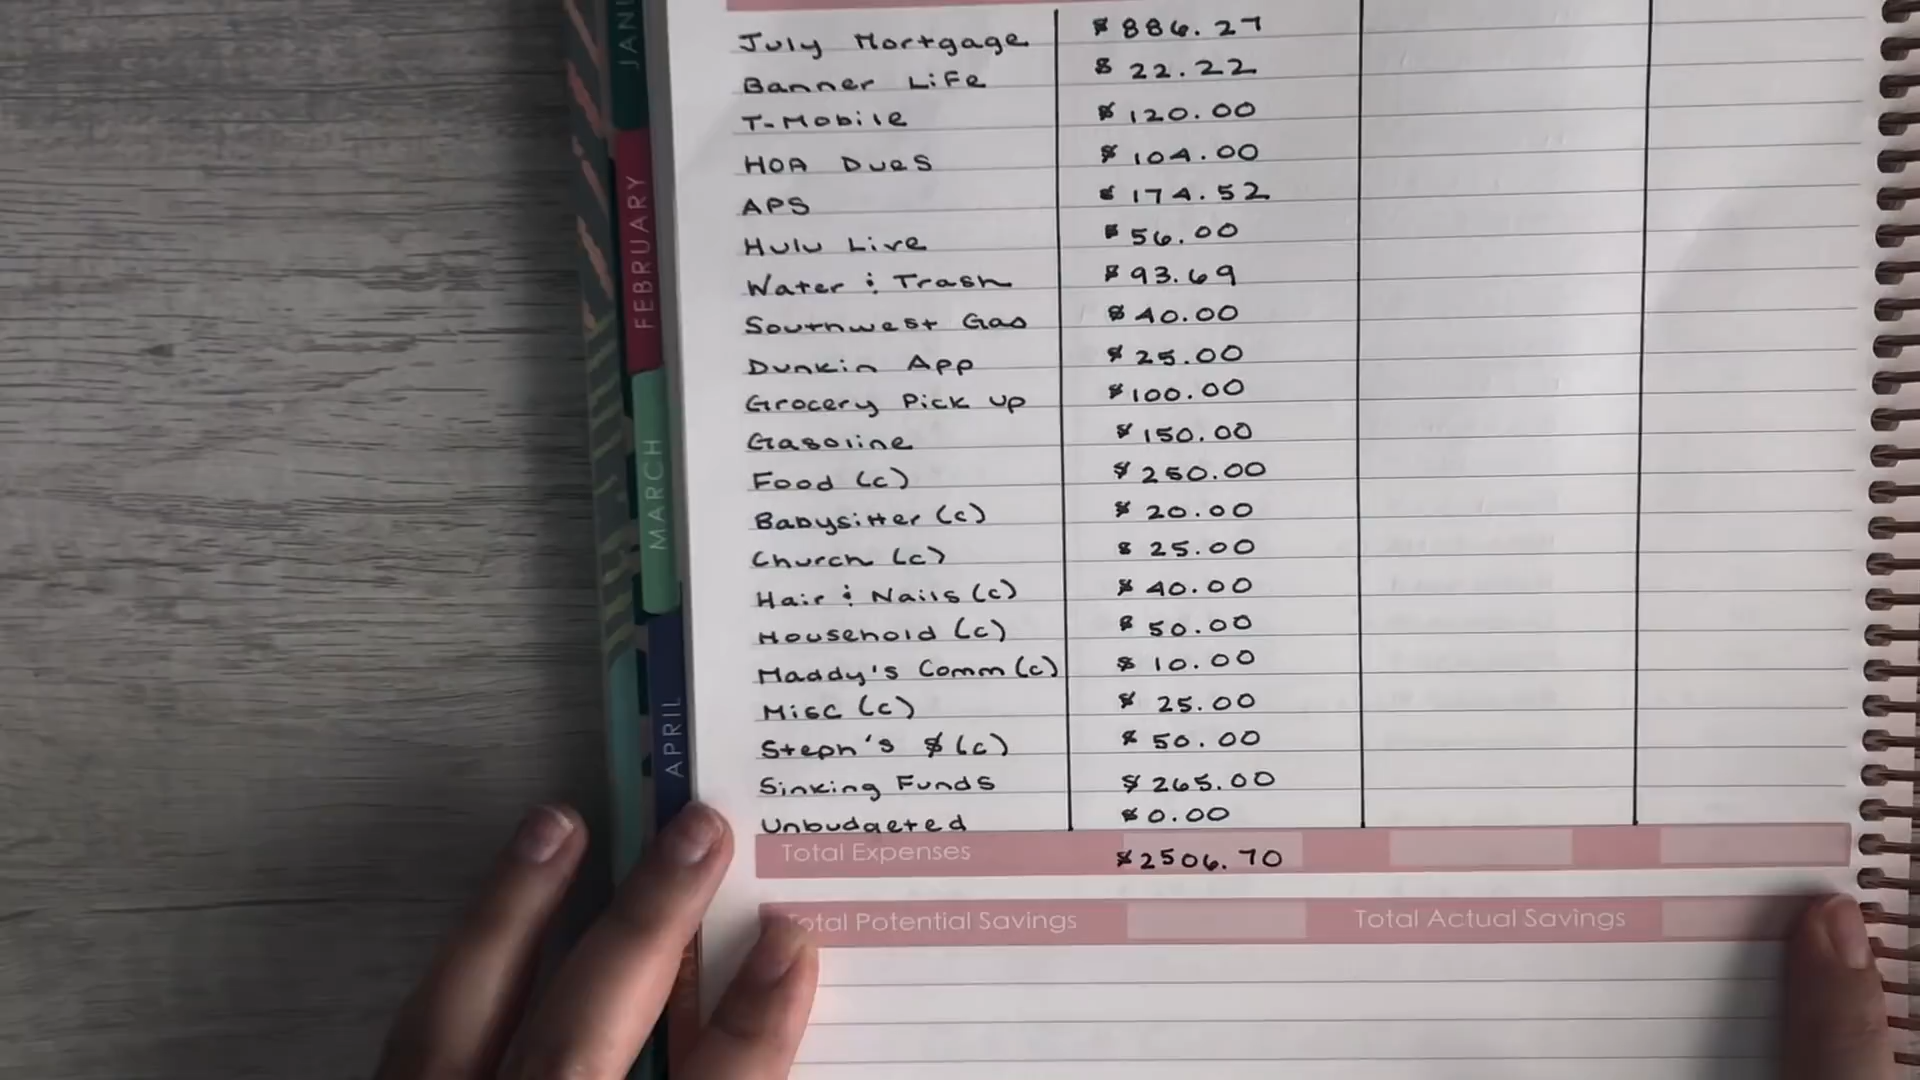 JANU
FEBRUARY
MARCH
APRIL
July Mortgage $886.27
Banner Life $22.22
T-Mobile $120.00
HOA Dues $104.00
APS $174.52
Hulu Live $56.00
Water & Trash $93.69
Southwest Gas $40.00
Dunkin App $25.00
Grocery Pick up $100.00
Gasoline $150.00
Food (c) $250.00
Babysitter (c) $20.00
Church (c) $25.00
Hair & Nails (c) $40.00
Household (c) $50.00
Maddy's Comm (c) $10.00
Misc (c) $25.00
Steph's $ (c) $50.00
Sinking Funds $265.00
Unbudgeted $0.00
Total Expenses $2506.70
Total Potential Savings Total Actual Savings